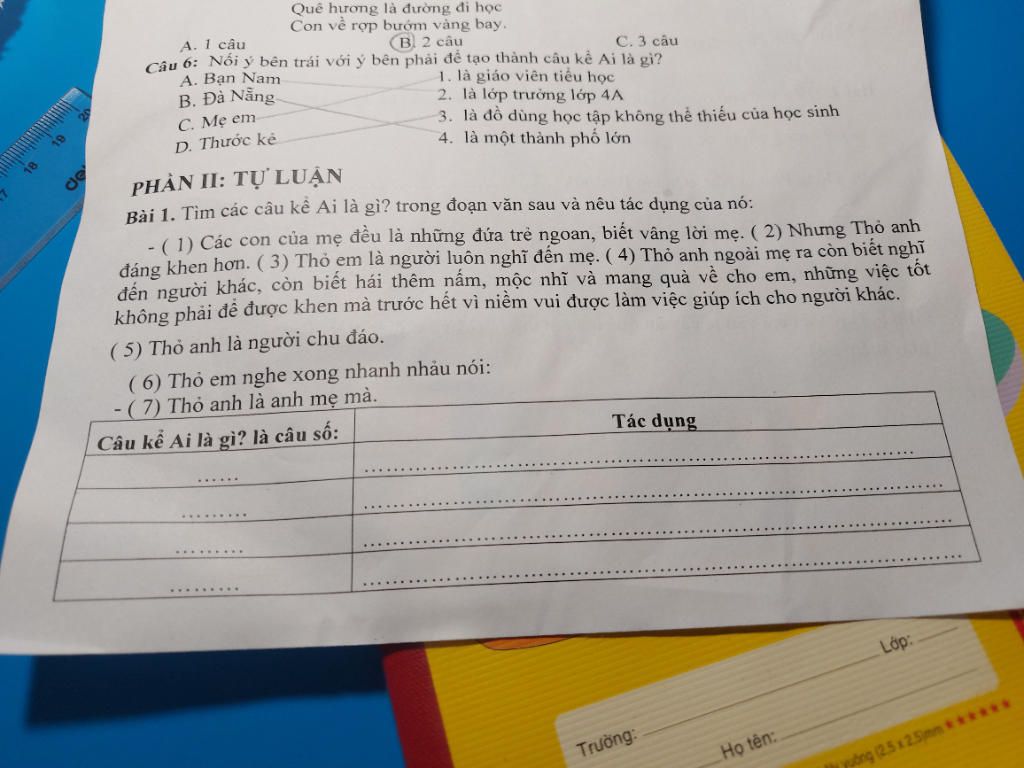 Quê hương là đường đi học
Con về rợp bướm vàng bay.
A. 1 câu B. 2 câu C. 3 câu
Câu 6: Nối ý bên trái với ý bên phải để tạo thành câu kể Ai là gì?
A. Bạn Nam 1. là giáo viên tiểu học
B. Đà Nẵng 2. là lớp trưởng lớp 4A
C. Mẹ em 3. là đồ dùng học tập không thể thiếu của học sinh
D. Thước kẻ 4. là một thành phố lớn
PHẦN II: TỰ LUẬN
Bài 1. Tìm các câu kể Ai là gì? trong đoạn văn sau và nêu tác dụng của nó:
- ( 1) Các con của mẹ đều là những đứa trẻ ngoan, biết vâng lời mẹ. ( 2) Nhưng Thỏ anh
đáng khen hơn. ( 3) Thỏ em là người luôn nghĩ đến mẹ. ( 4) Thỏ anh ngoài mẹ ra còn biết nghĩ
đến người khác, còn biết hái thêm nấm, mộc nhĩ và mang quà về cho em, những việc tốt
không phải để được khen mà trước hết vì niềm vui được làm việc giúp ích cho người khác.
( 5) Thỏ anh là người chu đáo.
( 6) Thỏ em nghe xong nhanh nhảu nói:
- ( 7) Thỏ anh là anh mẹ mà.
Câu kể Ai là gì? là câu số: Tác dụng
17 18 19 20
de
Lớp:
Trường:
Họ tên:
vuông (2,5 x 2,5)mm